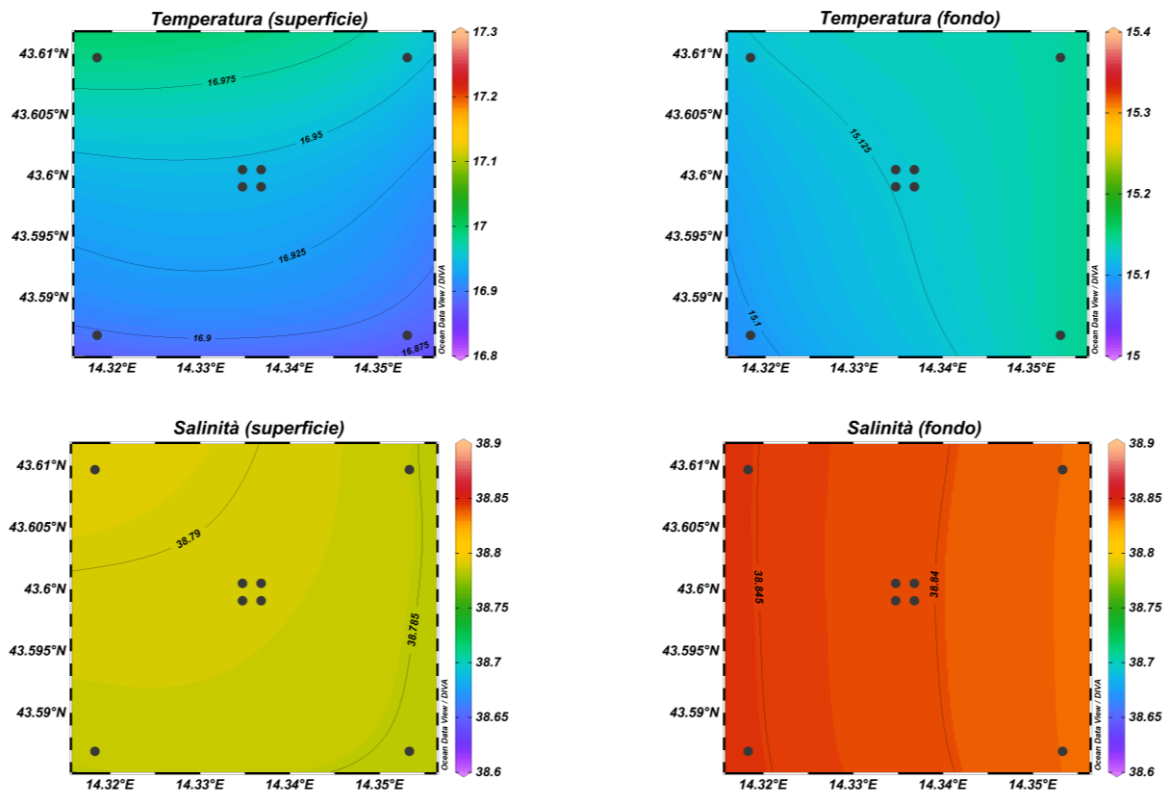 Temperatura (superficie)
43.61°N
43.605°N
43.6°N
43.595°N
43.59°N
16.975
16.95
16.925
16.9
16.875
14.32°E 14.33°E 14.34°E 14.35°E
17.3
17.2
17.1
17
16.9
16.8
Ocean Data View / DIVA
Temperatura (fondo)
43.61°N
43.605°N
43.6°N
43.595°N
43.59°N
15.125
15.1
14.32°E 14.33°E 14.34°E 14.35°E
15.4
15.3
15.2
15.1
15
Ocean Data View / DIVA
Salinità (superficie)
43.61°N
43.605°N
43.6°N
43.595°N
43.59°N
38.79
38.785
14.32°E 14.33°E 14.34°E 14.35°E
38.9
38.85
38.8
38.75
38.7
38.65
38.6
Ocean Data View / DIVA
Salinità (fondo)
43.61°N
43.605°N
43.6°N
43.595°N
43.59°N
38.845
38.84
14.32°E 14.33°E 14.34°E 14.35°E
38.9
38.85
38.8
38.75
38.7
38.65
38.6
Ocean Data View / DIVA